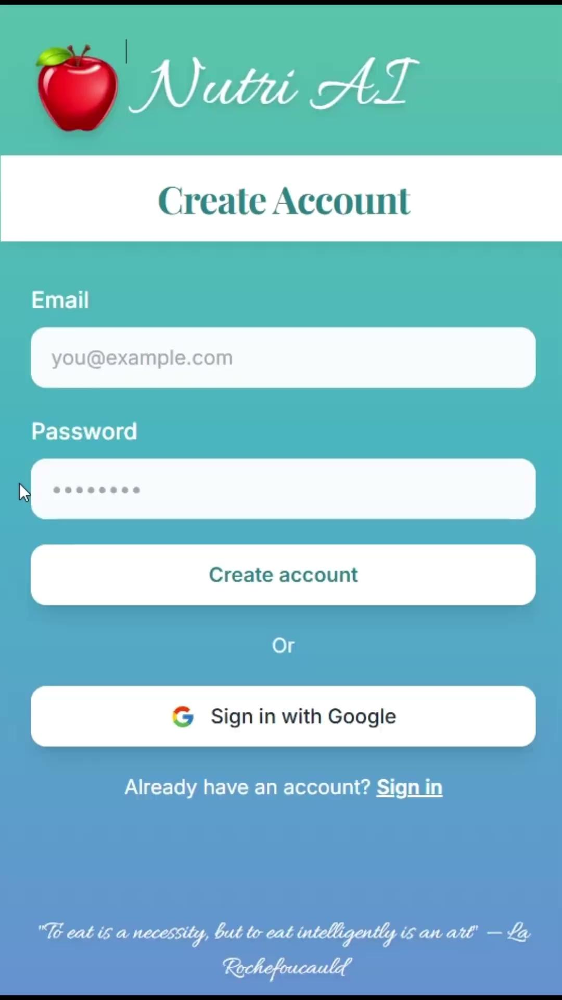 Nutri AI
Create Account
Email
you@example.com
Password
••••••••
Create account
Or
Sign in with Google
Already have an account? Sign in
"To eat is a necessity, but to eat intelligently is an art" — La
Rochefoucauld